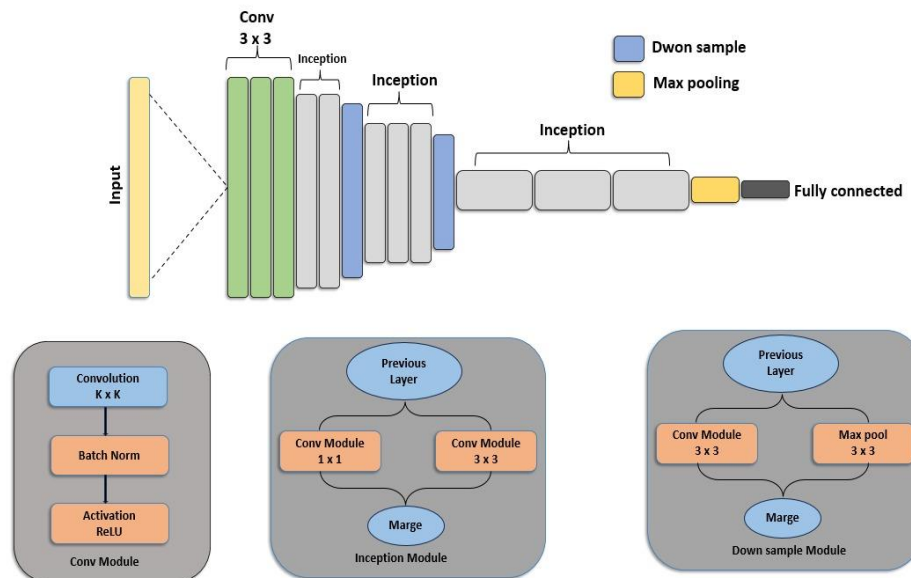 Conv
3 x 3
Inception
Inception
Inception
Dwon sample
Max pooling
Input
Fully connected
Convolution
K x K
Batch Norm
Activation
ReLU
Conv Module
Previous
Layer
Conv Module
1 x 1
Conv Module
3 x 3
Marge
Inception Module
Previous
Layer
Conv Module
3 x 3
Max pool
3 x 3
Marge
Down sample Module